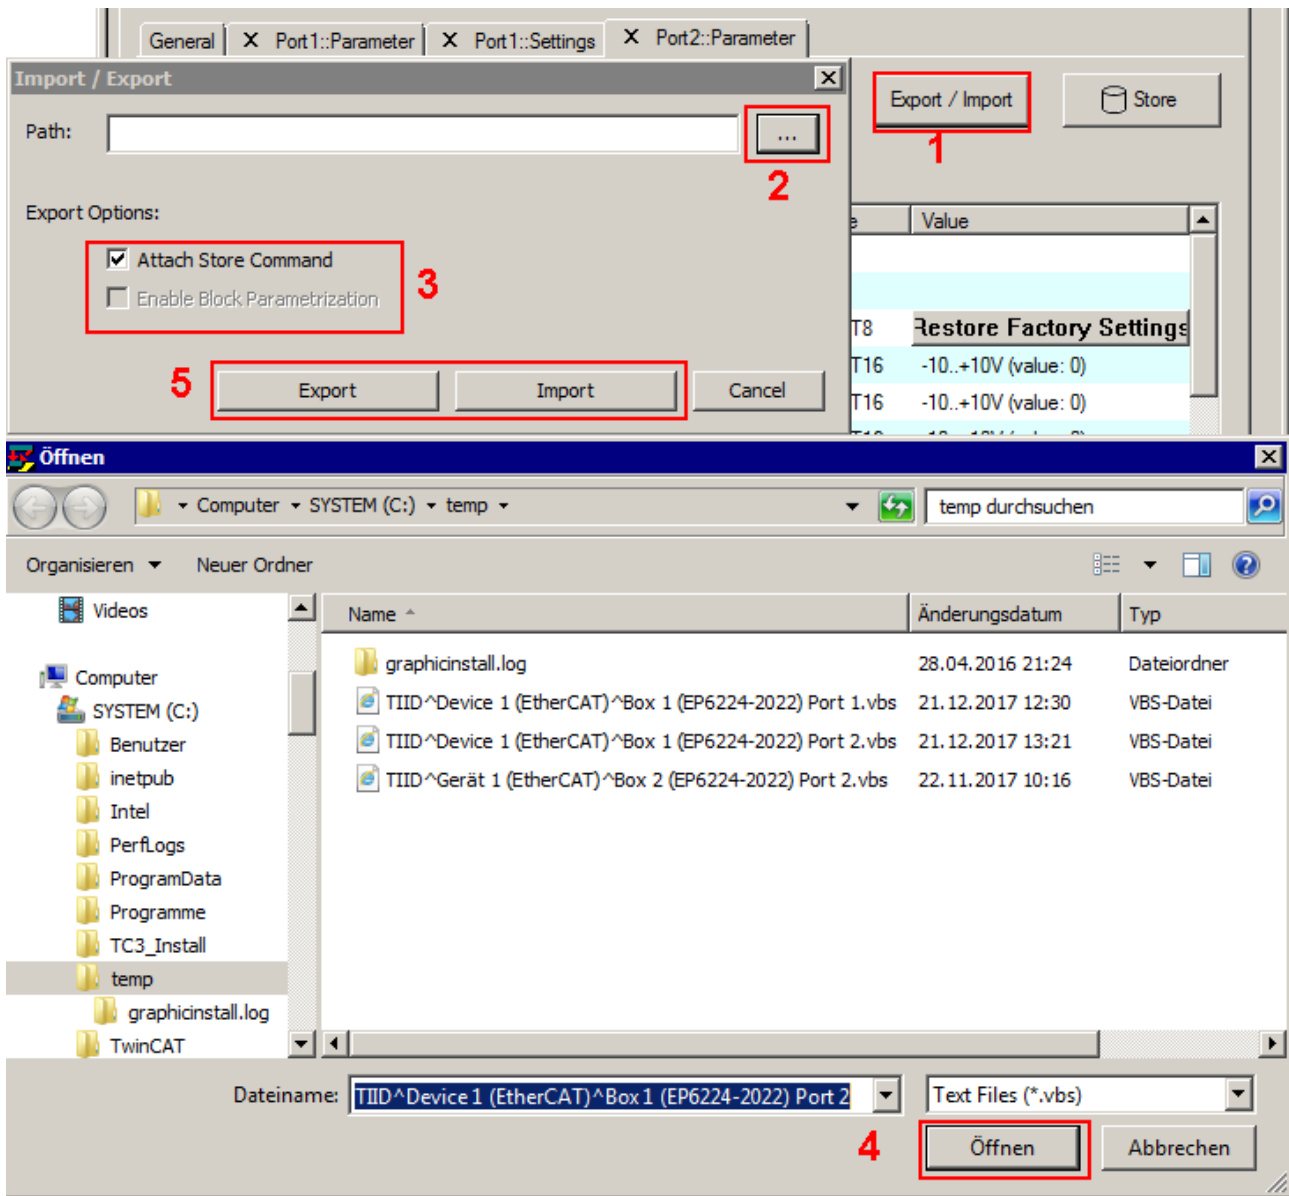 General
X Port1::Parameter
X Port1::Settings
X Port2::Parameter
Import / Export
Path:
...
2
Export / Import
1
Store
Export Options:
Attach Store Command
Enable Block Parametrization
3
5
Export
Import
Cancel
e Value
T8 Restore Factory Settings
T16 -10..+10V (value: 0)
T16 -10..+10V (value: 0)
Öffnen
Computer SYSTEM (C:) temp
temp durchsuchen
Organisieren Neuer Ordner
Videos
Computer
SYSTEM (C:)
Benutzer
inetpub
Intel
PerfLogs
ProgramData
Programme
TC3_Install
temp
graphicinstall.log
TwinCAT
Name Änderungsdatum Typ
graphicinstall.log 28.04.2016 21:24 Dateiordner
TIID^Device 1 (EtherCAT)^Box 1 (EP6224-2022) Port 1.vbs 21.12.2017 12:30 VBS-Datei
TIID^Device 1 (EtherCAT)^Box 1 (EP6224-2022) Port 2.vbs 21.12.2017 13:21 VBS-Datei
TIID^Gerät 1 (EtherCAT)^Box 2 (EP6224-2022) Port 2.vbs 22.11.2017 10:16 VBS-Datei
Dateiname: TIID^Device 1 (EtherCAT)^Box 1 (EP6224-2022) Port 2
Text Files (*.vbs)
4
Öffnen
Abbrechen